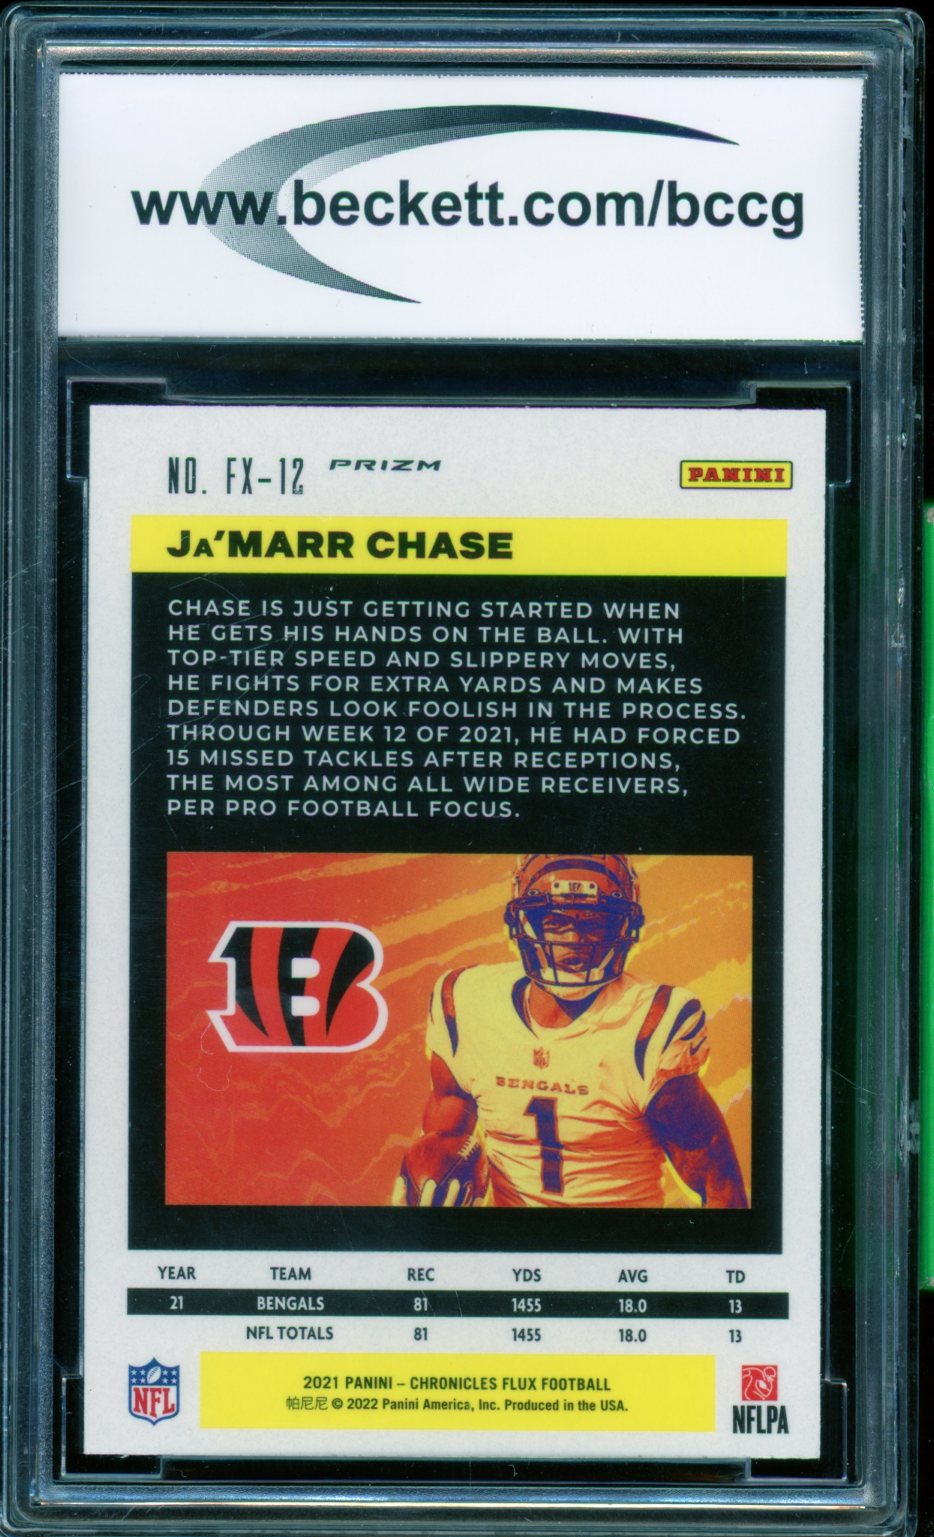 www.beckett.com/bccg
NO. FX-12 PRIZM PANINI
JA'MARR CHASE
CHASE IS JUST GETTING STARTED WHEN
HE GETS HIS HANDS ON THE BALL. WITH
TOP-TIER SPEED AND SLIPPERY MOVES,
HE FIGHTS FOR EXTRA YARDS AND MAKES
DEFENDERS LOOK FOOLISH IN THE PROCESS.
THROUGH WEEK 12 OF 2021, HE HAD FORCED
15 MISSED TACKLES AFTER RECEPTIONS,
THE MOST AMONG ALL WIDE RECEIVERS,
PER PRO FOOTBALL FOCUS.
B
BENGALS
1
YEAR TEAM REC YDS AVG TD
21 BENGALS 81 1455 18.0 13
NFL TOTALS 81 1455 18.0 13
NFL
2021 PANINI – CHRONICLES FLUX FOOTBALL
帕尼尼 © 2022 Panini America, Inc. Produced in the USA.
NFLPA